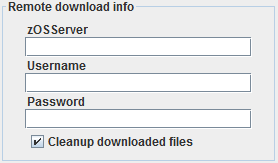 Remote download info
zOSServer
Username
Password
Cleanup downloaded files